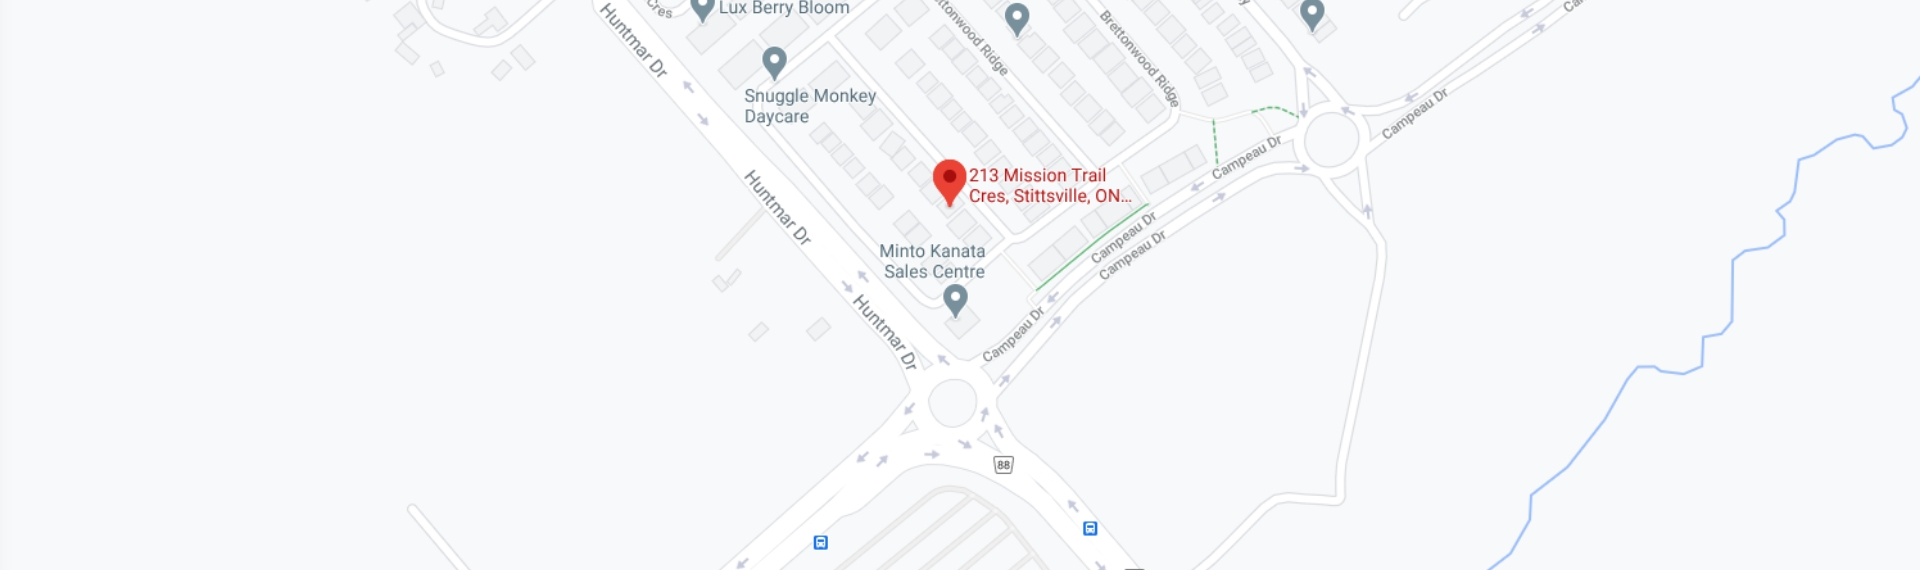 Cres
Lux Berry Bloom
Huntmar Dr
Brettonwood Ridge
Snuggle Monkey
Daycare
Campeau Dr
Campeau Dr
213 Mission Trail
Cres, Stittsville, ON...
Huntmar Dr
Campeau Dr
Campeau Dr
Minto Kanata
Sales Centre
Huntmar Dr
Campeau Dr
88